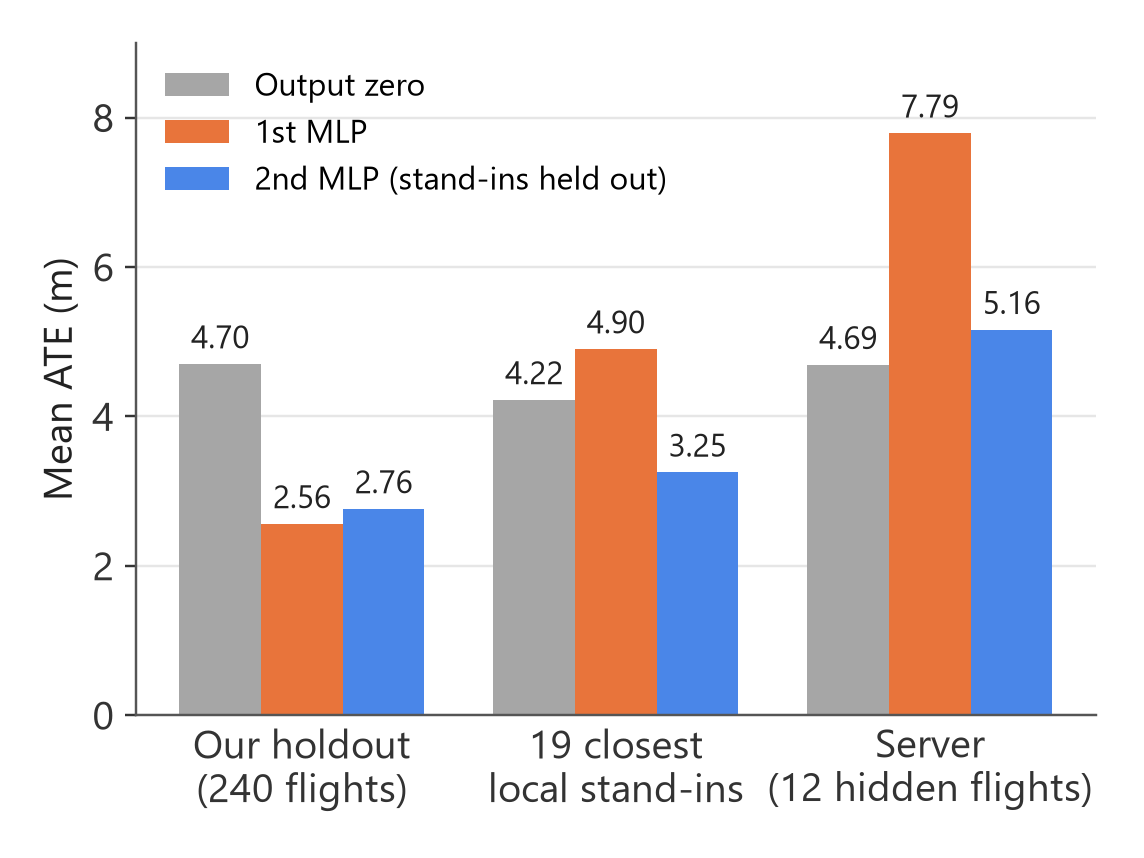 Output zero
1st MLP
2nd MLP (stand-ins held out)
Mean ATE (m)
8
6
4
2
0
4.70
2.56
2.76
4.22
4.90
3.25
4.69
7.79
5.16
Our holdout
(240 flights)
19 closest
local stand-ins
Server
(12 hidden flights)